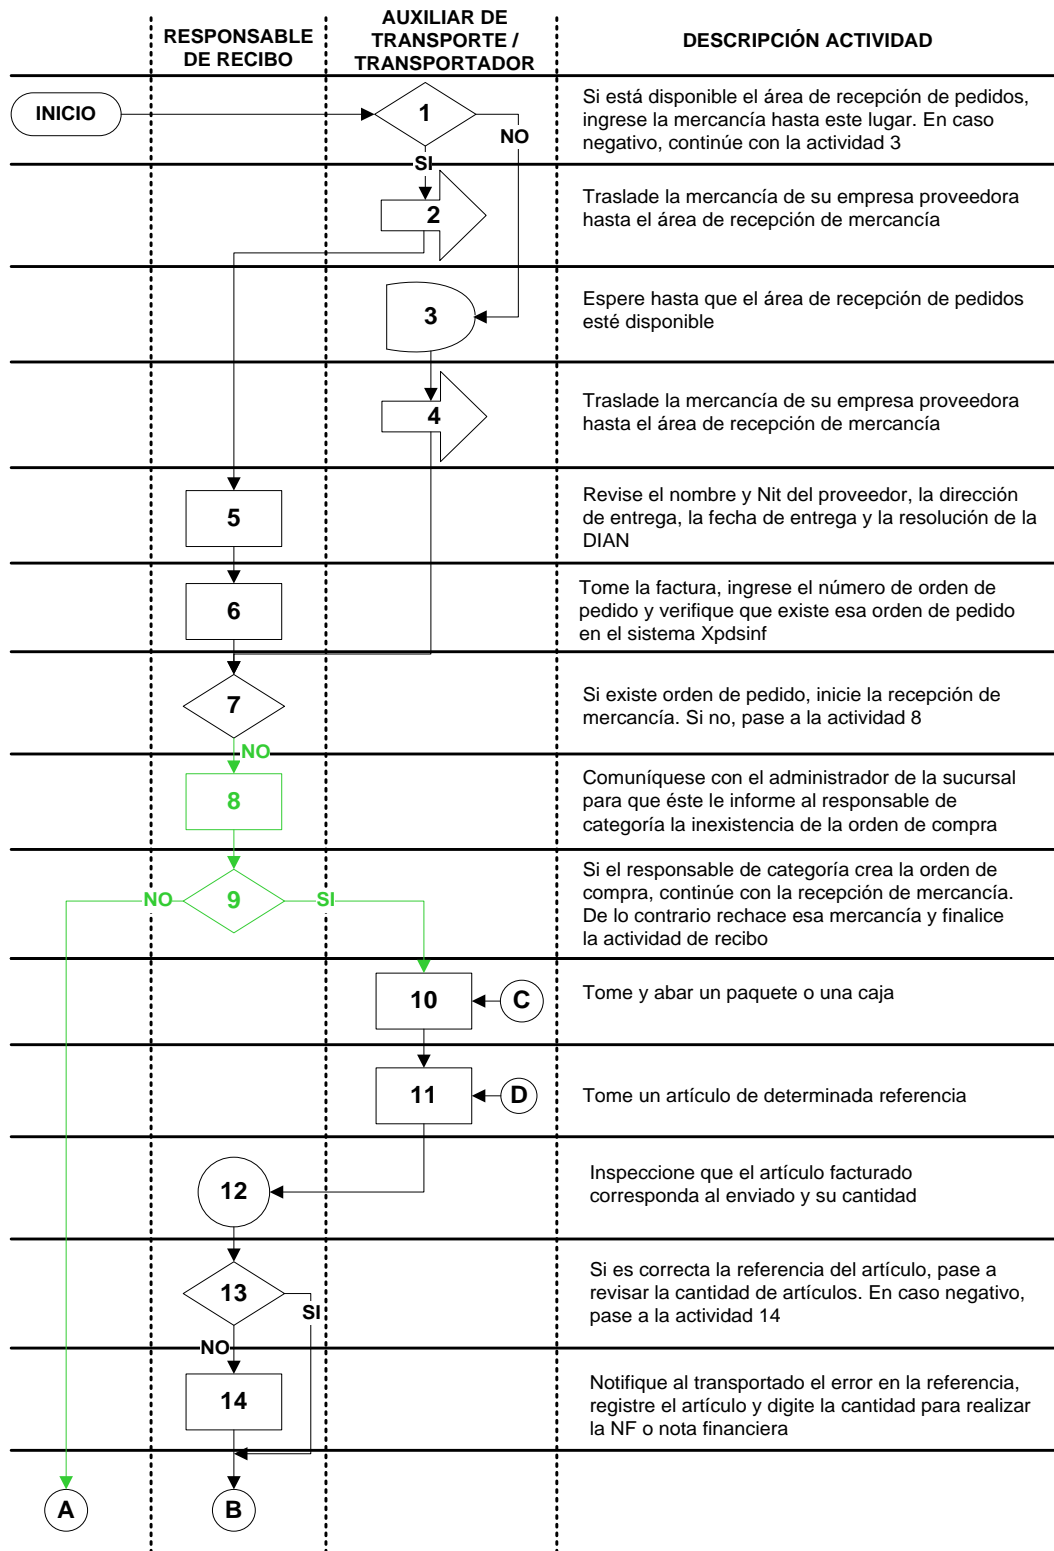 RESPONSABLE
DE RECIBO
AUXILIAR DE
TRANSPORTE /
TRANSPORTADOR
DESCRIPCIÓN ACTIVIDAD
INICIO
1
NO
SI
Si está disponible el área de recepción de pedidos,
ingrese la mercancía hasta este lugar. En caso
negativo, continúe con la actividad 3
2
Traslade la mercancía de su empresa proveedora
hasta el área de recepción de mercancía
3
Espere hasta que el área de recepción de pedidos
esté disponible
4
Traslade la mercancía de su empresa proveedora
hasta el área de recepción de mercancía
5
Revise el nombre y Nit del proveedor, la dirección
de entrega, la fecha de entrega y la resolución de la
DIAN
6
Tome la factura, ingrese el número de orden de
pedido y verifique que existe esa orden de pedido
en el sistema Xpdsinf
7
Si existe orden de pedido, inicie la recepción de
mercancía. Si no, pase a la actividad 8
NO
8
Comuníquese con el administrador de la sucursal
para que éste le informe al responsable de
categoría la inexistencia de la orden de compra
NO
9
SI
Si el responsable de categoría crea la orden de
compra, continúe con la recepción de mercancía.
De lo contrario rechace esa mercancía y finalice
la actividad de recibo
10
C
Tome y abar un paquete o una caja
11
D
Tome un artículo de determinada referencia
12
Inspeccione que el artículo facturado
corresponda al enviado y su cantidad
13
SI
Si es correcta la referencia del artículo, pase a
revisar la cantidad de artículos. En caso negativo,
pase a la actividad 14
NO
14
Notifique al transportado el error en la referencia,
registre el artículo y digite la cantidad para realizar
la NF o nota financiera
A
B